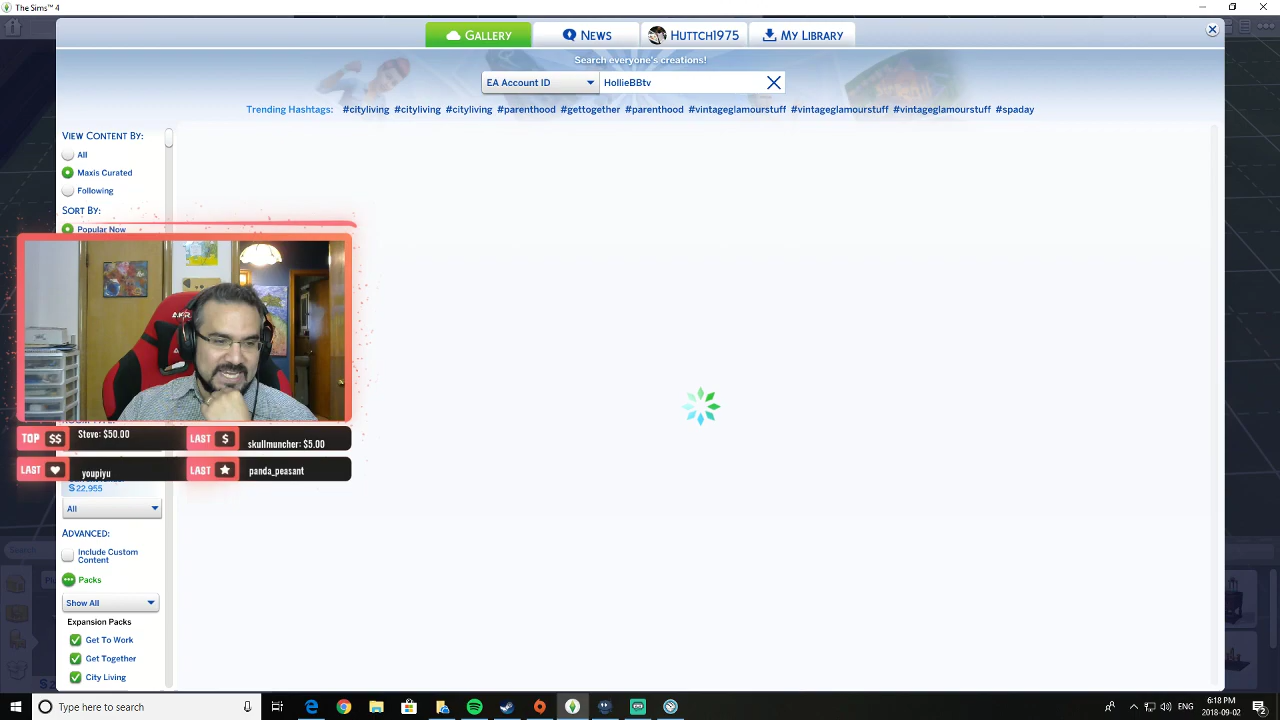 The Sims™ 4
Gallery
News
Huttch1975
My Library
Search everyone's creations!
EA Account ID
HollieBBtv
Trending Hashtags: #cityliving #cityliving #cityliving #parenthood #gettogether #parenthood #vintageglamourstuff #vintageglamourstuff #vintageglamourstuff #spaday
View Content By:
All
Maxis Curated
Following
Sort By:
Popular Now
TOP $$ Steve: $50.00
LAST $ skullmuncher: $5.00
LAST youpiyu
LAST panda_peasant
$22,955
All
Advanced:
Include Custom
Content
Packs
Show All
Expansion Packs
Get To Work
Get Together
City Living
Search
Type here to search
6:18 PM
2018-09-02